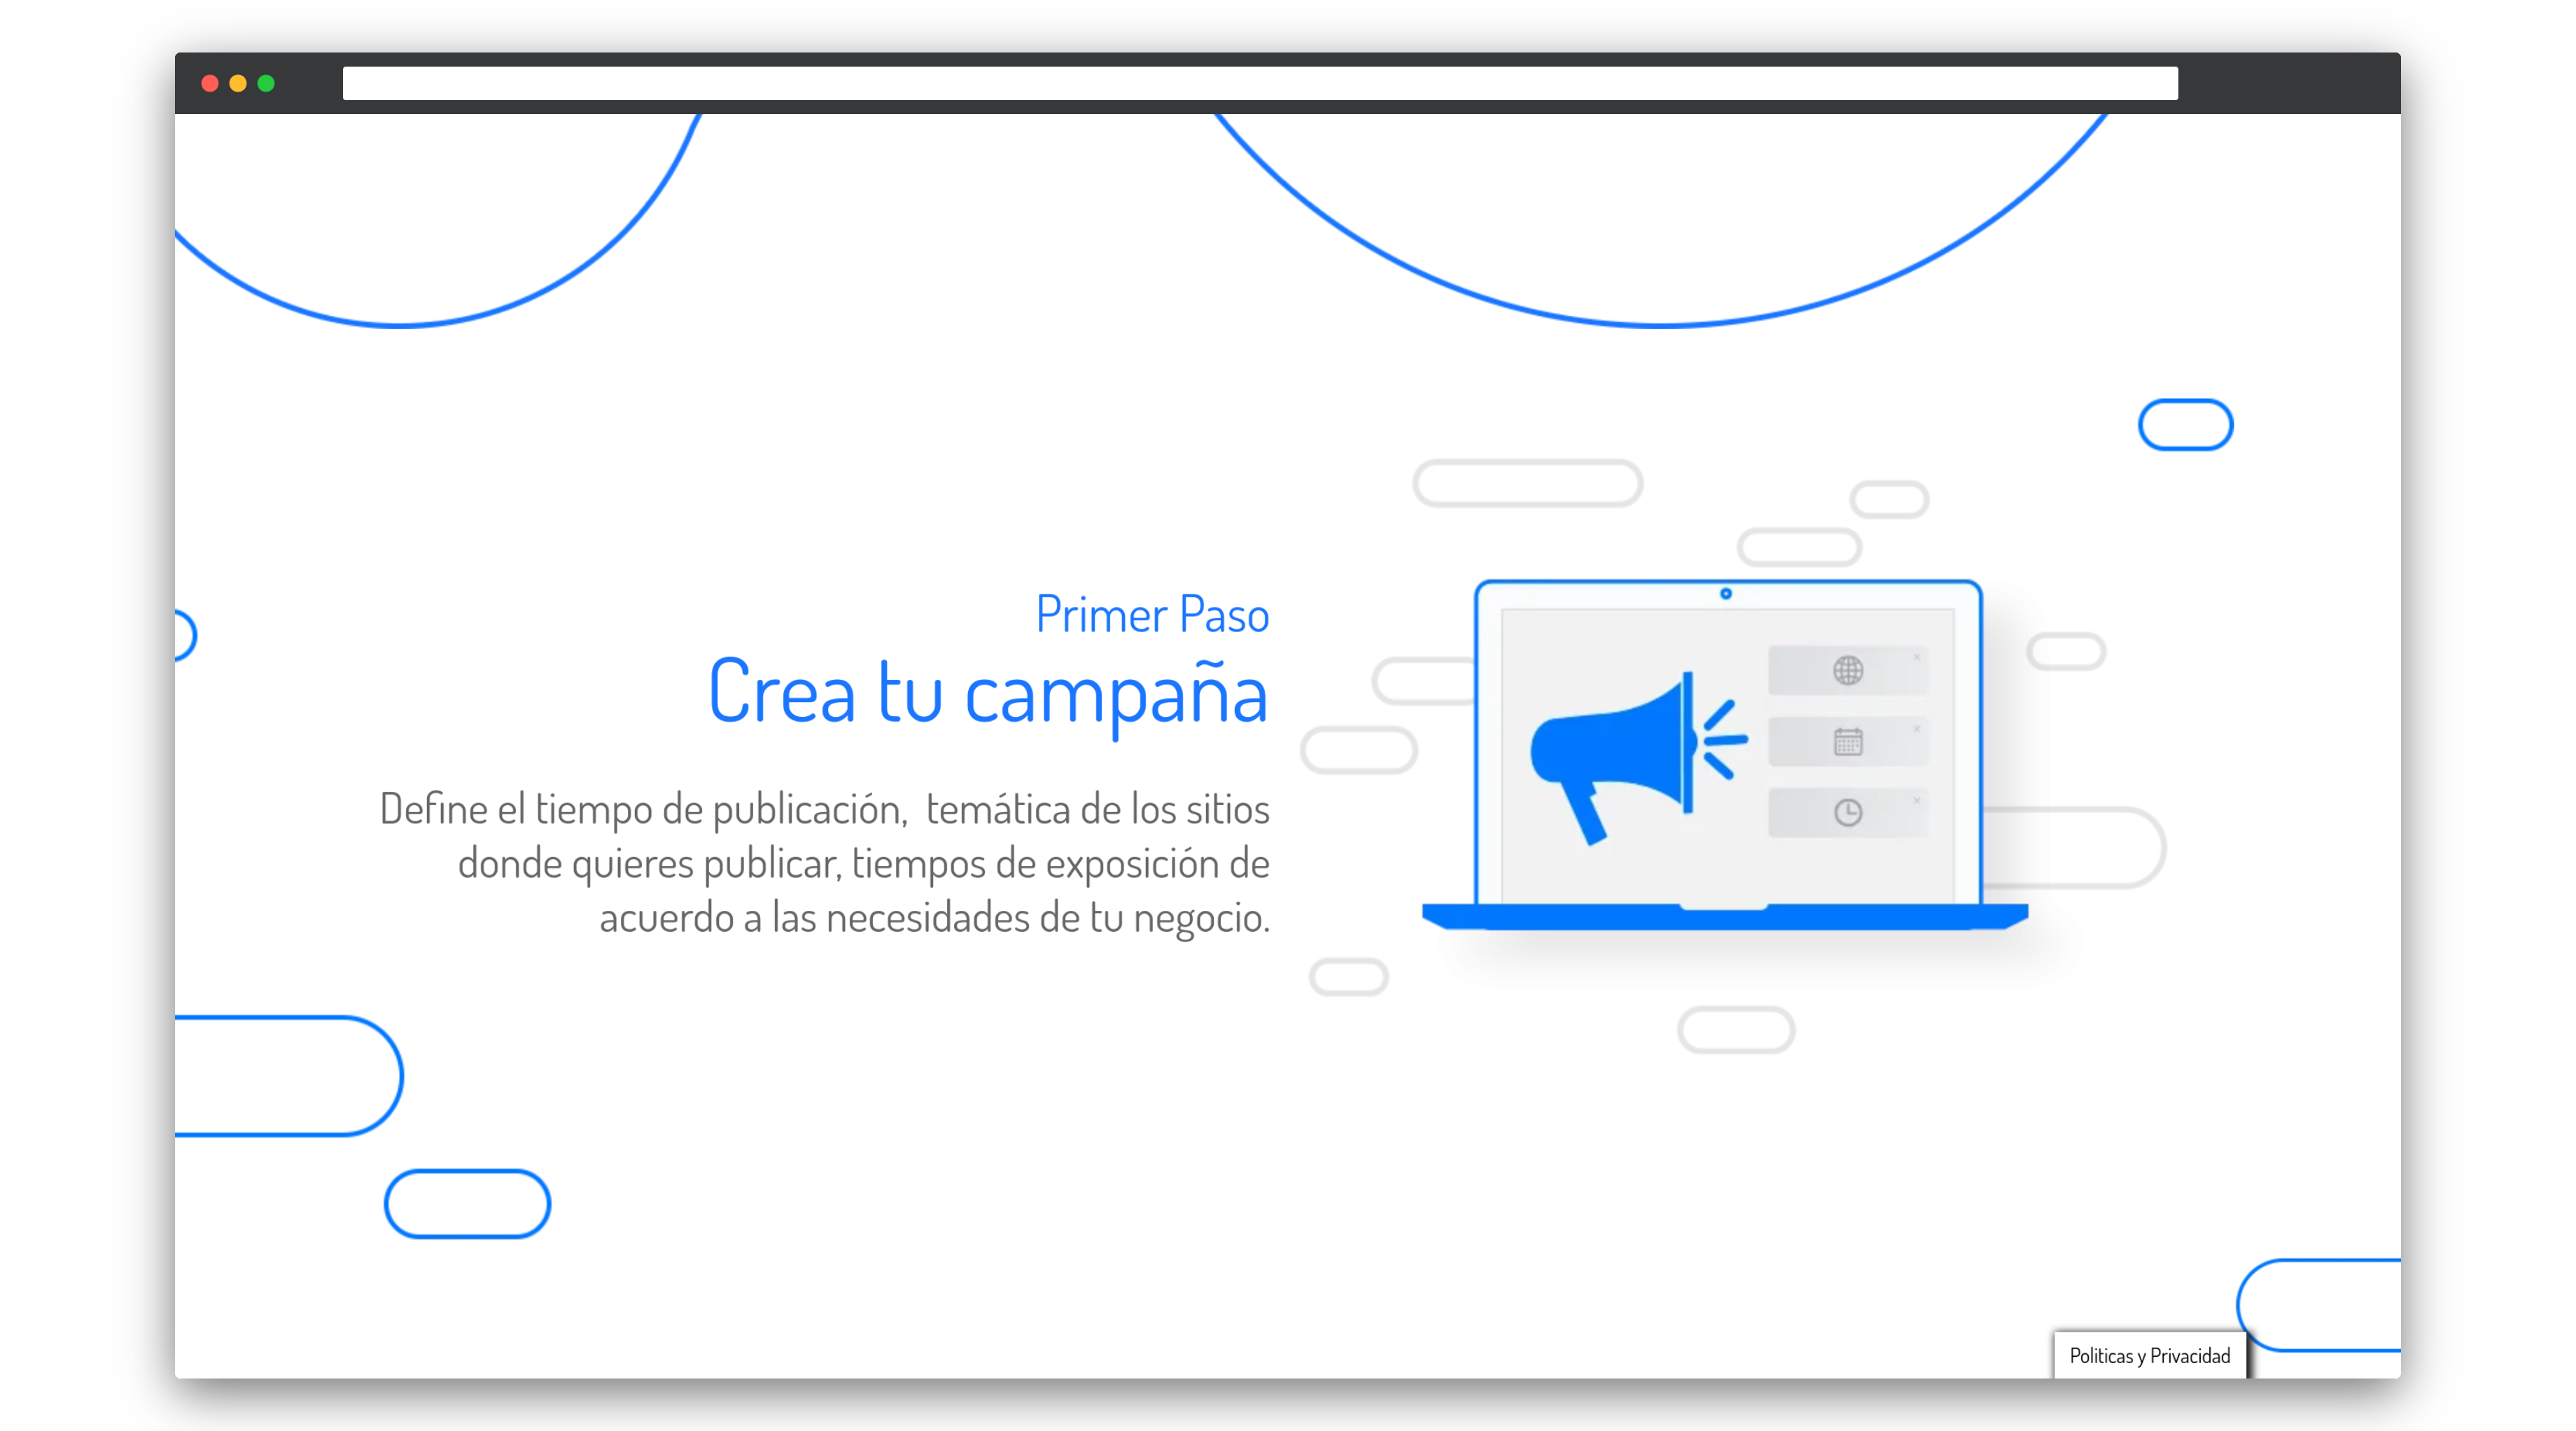 Primer Paso
Crea tu campaña
Define el tiempo de publicación,  temática de los sitios
donde quieres publicar, tiempos de exposición de
acuerdo a las necesidades de tu negocio.
Politicas y Privacidad